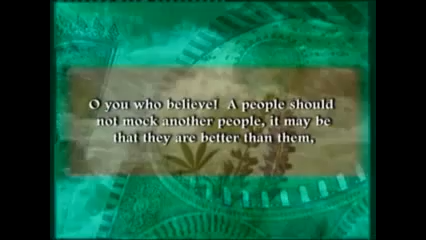 O you who believe!  A people should
not mock another people, it may be
that they are better than them,